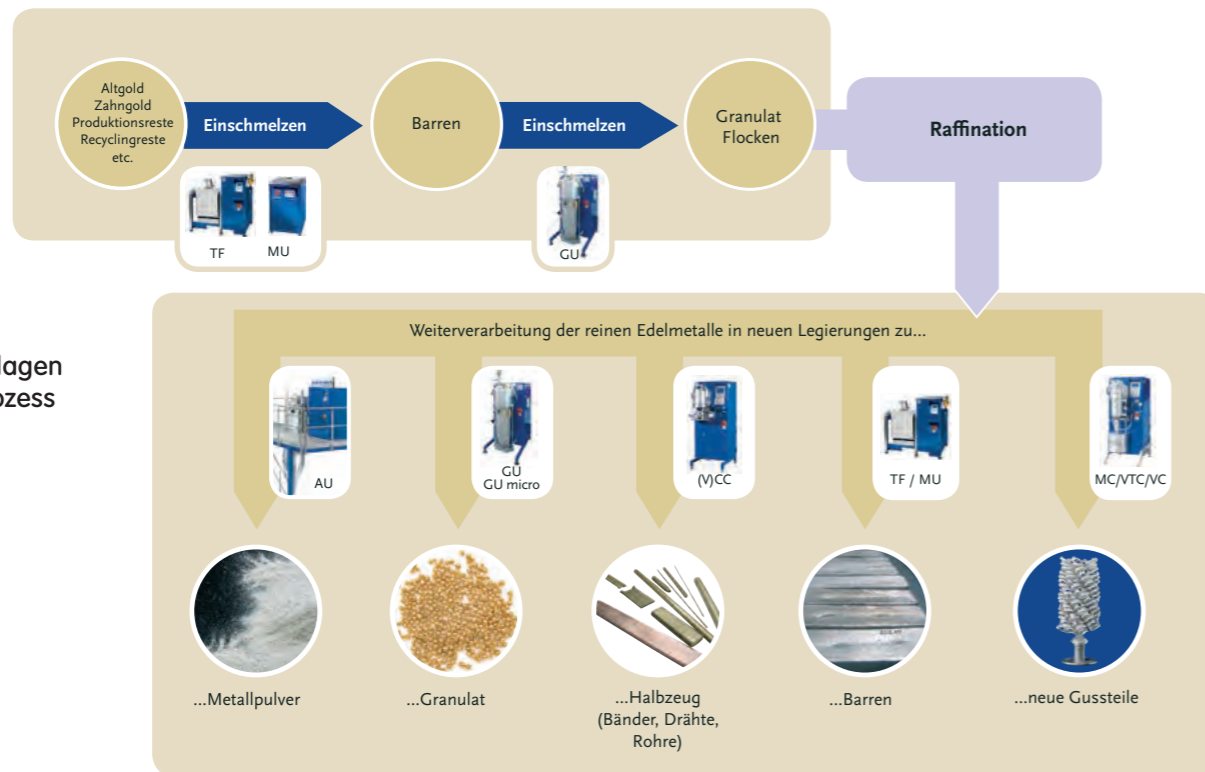 Altgold
Zahngold
Produktionsreste
Recyclingreste
etc.
Einschmelzen
Barren
Einschmelzen
Granulat
Flocken
Raffination
TF
MU
GU
Weiterverarbeitung der reinen Edelmetalle in neuen Legierungen zu...
lagen
ozess
AU
GU
GU micro
(V)CC
TF / MU
MC/VTC/VC
...Metallpulver
...Granulat
...Halbzeug
(Bänder, Drähte,
Rohre)
...Barren
...neue Gussteile